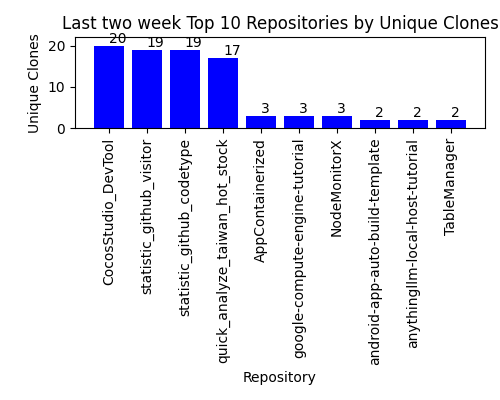 Last two week Top 10 Repositories by Unique Clones
Unique Clones
20
10
0
20
19
19
17
3
3
3
2
2
2
CocosStudio_DevTool
statistic_github_visitor
statistic_github_codetype
quick_analyze_taiwan_hot_stock
AppContainerized
google-compute-engine-tutorial
NodeMonitorX
android-app-auto-build-template
anythingllm-local-host-tutorial
TableManager
Repository